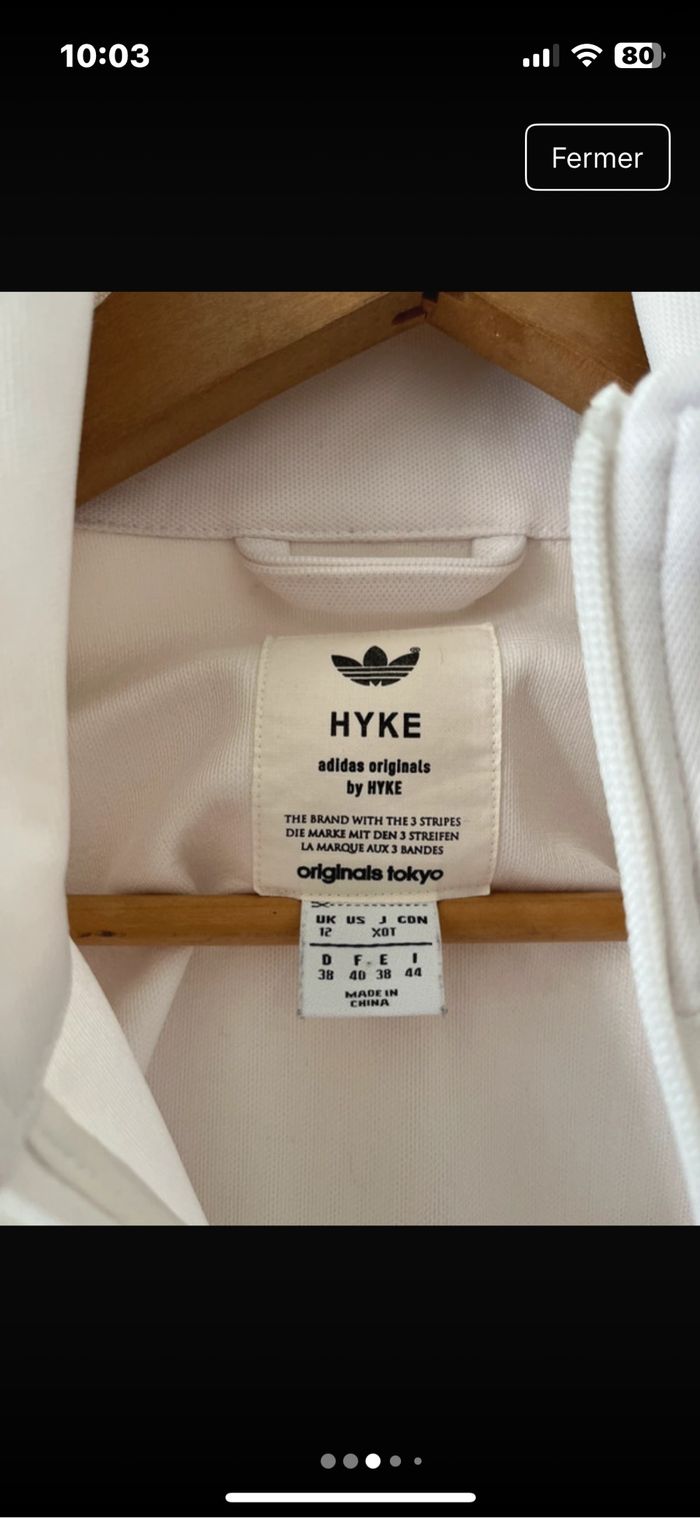 10:03
80
Fermer
HYKE
adidas originals
by HYKE
THE BRAND WITH THE 3 STRIPES
DIE MARKE MIT DEN 3 STREIFEN
LA MARQUE AUX 3 BANDES
originals tokyo
UK US J CDN
12 XOT
D F E I
38 40 38 44
MADE IN
CHINA